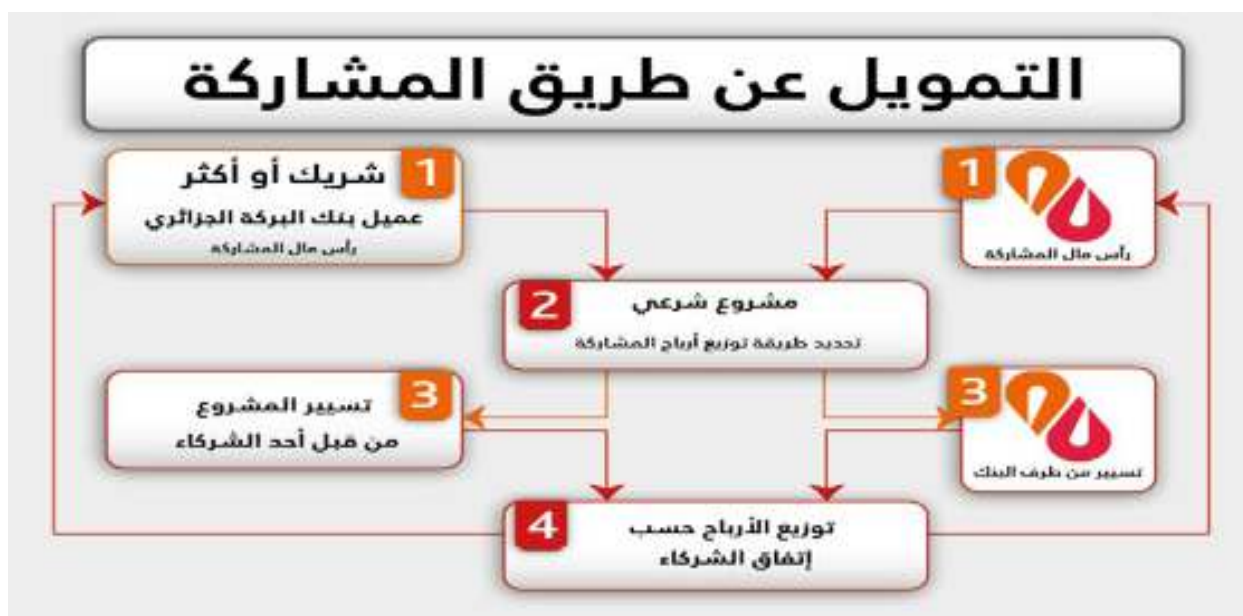 التمويل عن طريق المشاركة
1
رأس مال المشاركة
1
شريك أو أكثر
عميل بنك البركة الجزائري
رأس مال المشاركة
2
مشروع شرعي
تحديد طريقة توزيع أرباح المشاركة
3
تسيير من طرف البنك
3
تسيير المشروع
من قبل أحد الشركاء
4
توزيع الأرباح حسب
إتفاق الشركاء